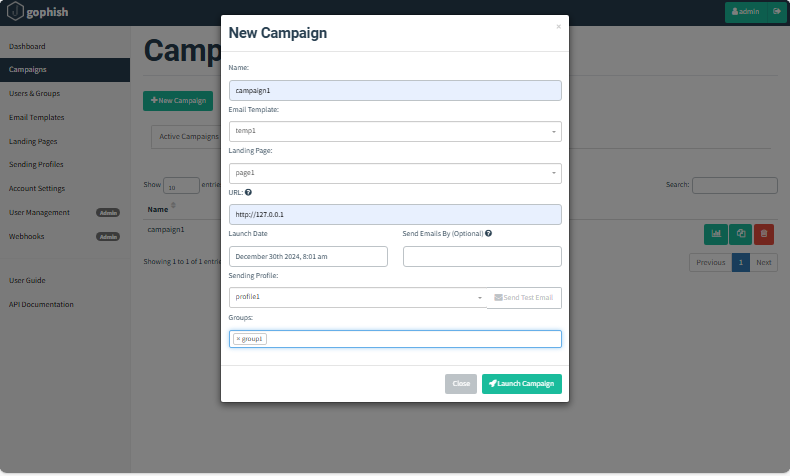 gophish
admin
New Campaign
×
Dashboard
Campaigns
Users & Groups
Email Templates
Landing Pages
Sending Profiles
Account Settings
User Management Admin
Webhooks Admin
User Guide
API Documentation
Camp
New Campaign
Active Campaigns
Show 10 entrie
Search:
Name
campaign1
Showing 1 to 1 of 1 entrie
Previous 1 Next
Name:
campaign1
Email Template:
temp1
Landing Page:
page1
URL:
http://127.0.0.1
Launch Date Send Emails By (Optional)
December 30th 2024, 8:01 am
Sending Profile:
profile1 Send Test Email
Groups:
× group1
Close Launch Campaign